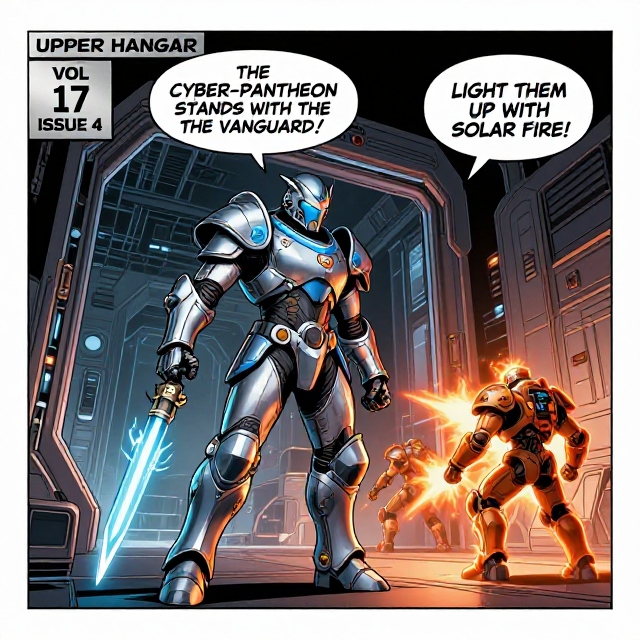 UPPER HANGAR
VOL
17
ISSUE 4
THE
CYBER-PANTHEON
STANDS WITH THE
THE VANGUARD!
LIGHT THEM
UP WITH
SOLAR FIRE!